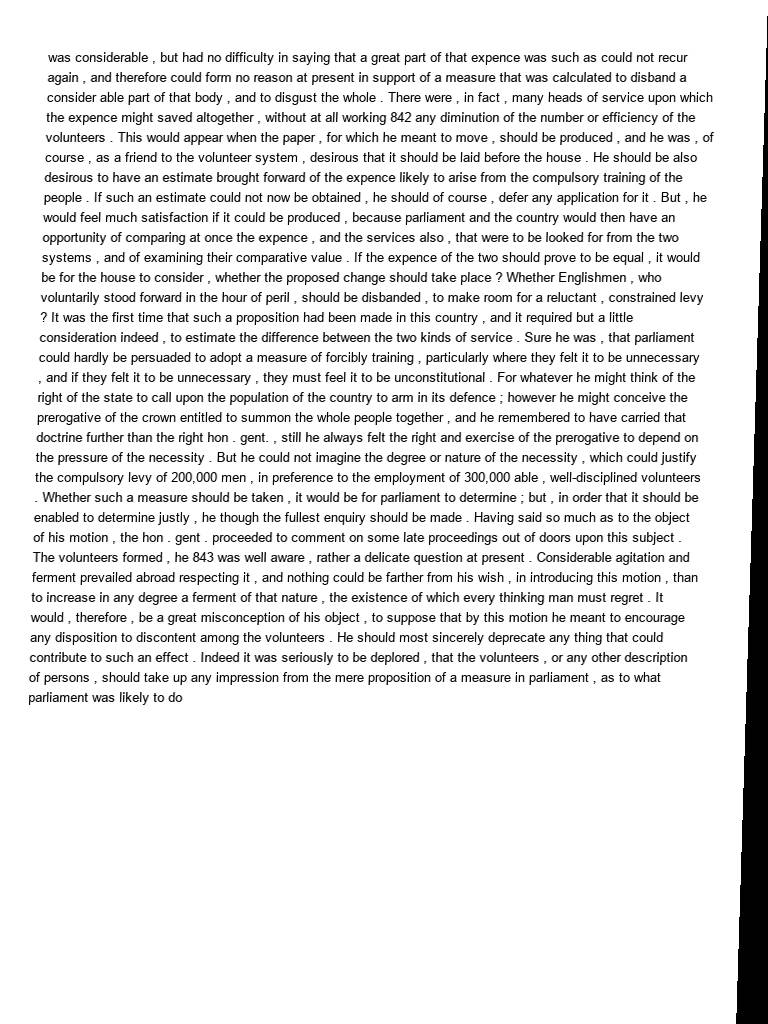 was considerable , but had no difficulty in saying that a great part of that expence was such as could not recur
again , and therefore could form no reason at present in support of a measure that was calculated to disband a
consider able part of that body , and to disgust the whole . There were , in fact , many heads of service upon which
the expence might saved altogether , without at all working 842 any diminution of the number or efficiency of the
volunteers . This would appear when the paper , for which he meant to move , should be produced , and he was , of
course , as a friend to the volunteer system , desirous that it should be laid before the house . He should be also
desirous to have an estimate brought forward of the expence likely to arise from the compulsory training of the
people . If such an estimate could not now be obtained , he should of course , defer any application for it . But , he
would feel much satisfaction if it could be produced , because parliament and the country would then have an
opportunity of comparing at once the expence , and the services also , that were to be looked for from the two
systems , and of examining their comparative value . If the expence of the two should prove to be equal , it would
be for the house to consider , whether the proposed change should take place ? Whether Englishmen , who
voluntarily stood forward in the hour of peril , should be disbanded , to make room for a reluctant , constrained levy
? It was the first time that such a proposition had been made in this country , and it required but a little
consideration indeed , to estimate the difference between the two kinds of service . Sure he was , that parliament
could hardly be persuaded to adopt a measure of forcibly training , particularly where they felt it to be unnecessary
, and if they felt it to be unnecessary , they must feel it to be unconstitutional . For whatever he might think of the
right of the state to call upon the population of the country to arm in its defence ; however he might conceive the
prerogative of the crown entitled to summon the whole people together , and he remembered to have carried that
doctrine further than the right hon . gent. , still he always felt the right and exercise of the prerogative to depend on
the pressure of the necessity . But he could not imagine the degree or nature of the necessity , which could justify
the compulsory levy of 200,000 men , in preference to the employment of 300,000 able , well-disciplined volunteers
. Whether such a measure should be taken , it would be for parliament to determine ; but , in order that it should be
enabled to determine justly , he though the fullest enquiry should be made . Having said so much as to the object
of his motion , the hon . gent . proceeded to comment on some late proceedings out of doors upon this subject .
The volunteers formed , he 843 was well aware , rather a delicate question at present . Considerable agitation and
ferment prevailed abroad respecting it , and nothing could be farther from his wish , in introducing this motion , than
to increase in any degree a ferment of that nature , the existence of which every thinking man must regret . It
would , therefore , be a great misconception of his object , to suppose that by this motion he meant to encourage
any disposition to discontent among the volunteers . He should most sincerely deprecate any thing that could
contribute to such an effect . Indeed it was seriously to be deplored , that the volunteers , or any other description
of persons , should take up any impression from the mere proposition of a measure in parliament , as to what
parliament was likely to do